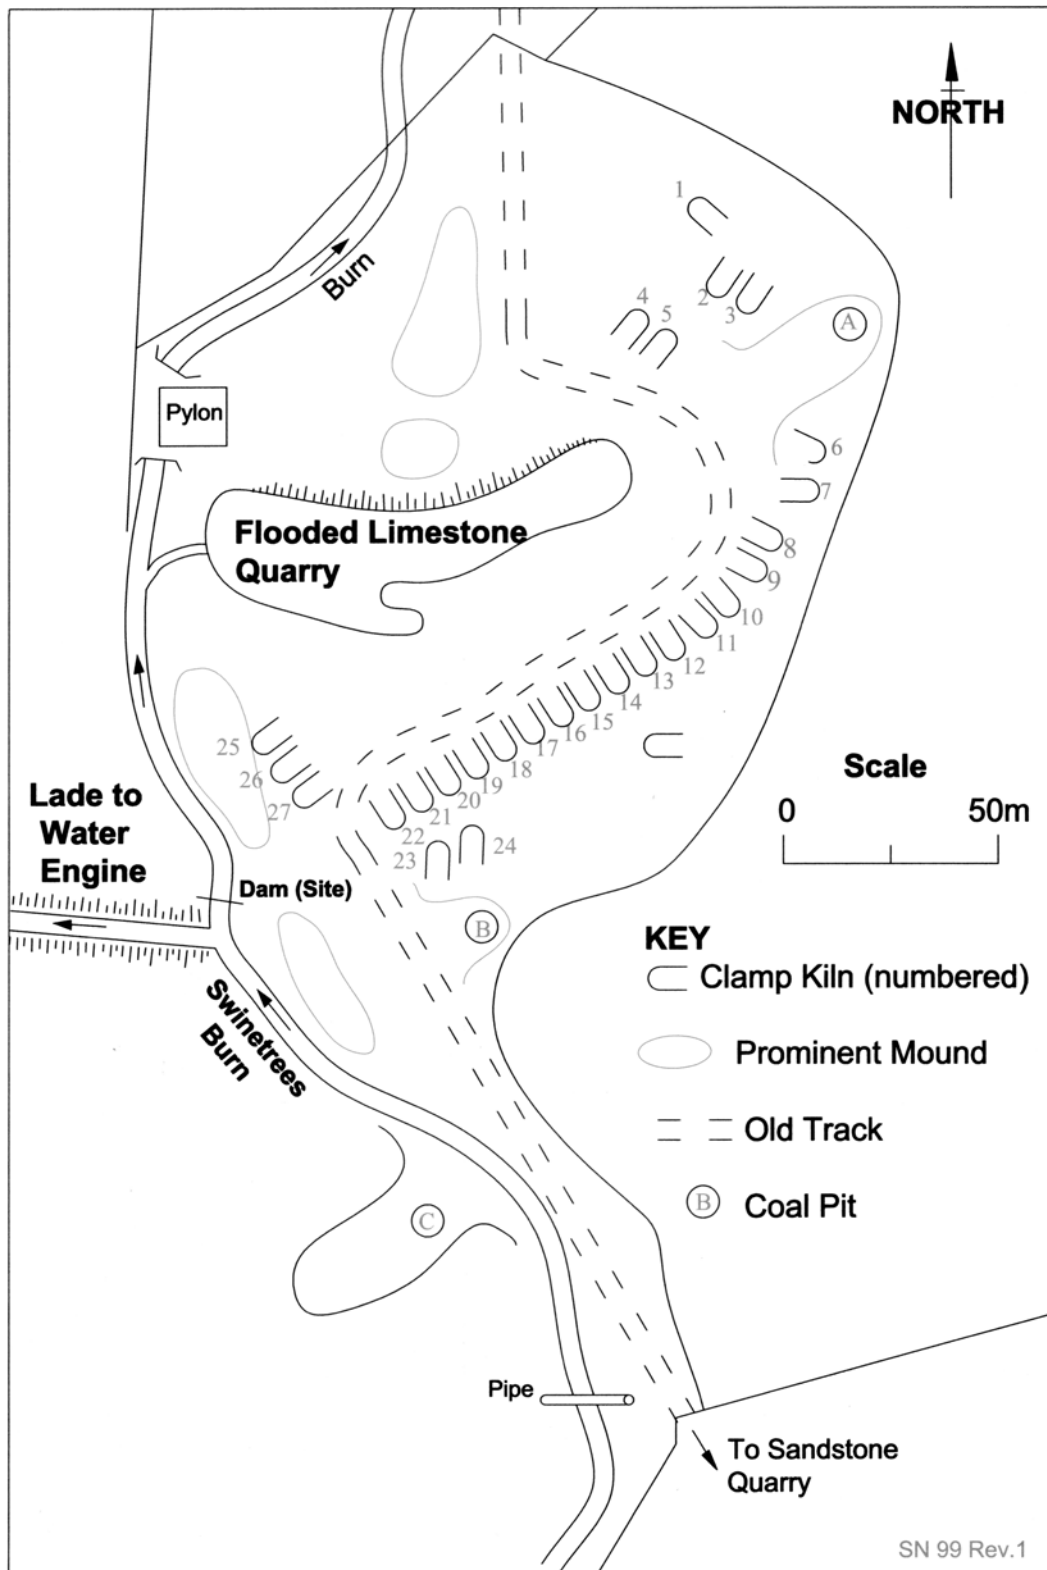 NORTH
1
2
3
4
5
A
Burn
Pylon
6
7
Flooded Limestone
Quarry
8
9
10
11
12
13
14
15
16
17
18
19
20
21
22
23
24
25
26
27
Scale
0 50m
Lade to
Water
Engine
Dam (Site)
B
KEY
Clamp Kiln (numbered)
Prominent Mound
Old Track
B Coal Pit
Swinetrees
Burn
C
Pipe
To Sandstone
Quarry
SN 99 Rev.1